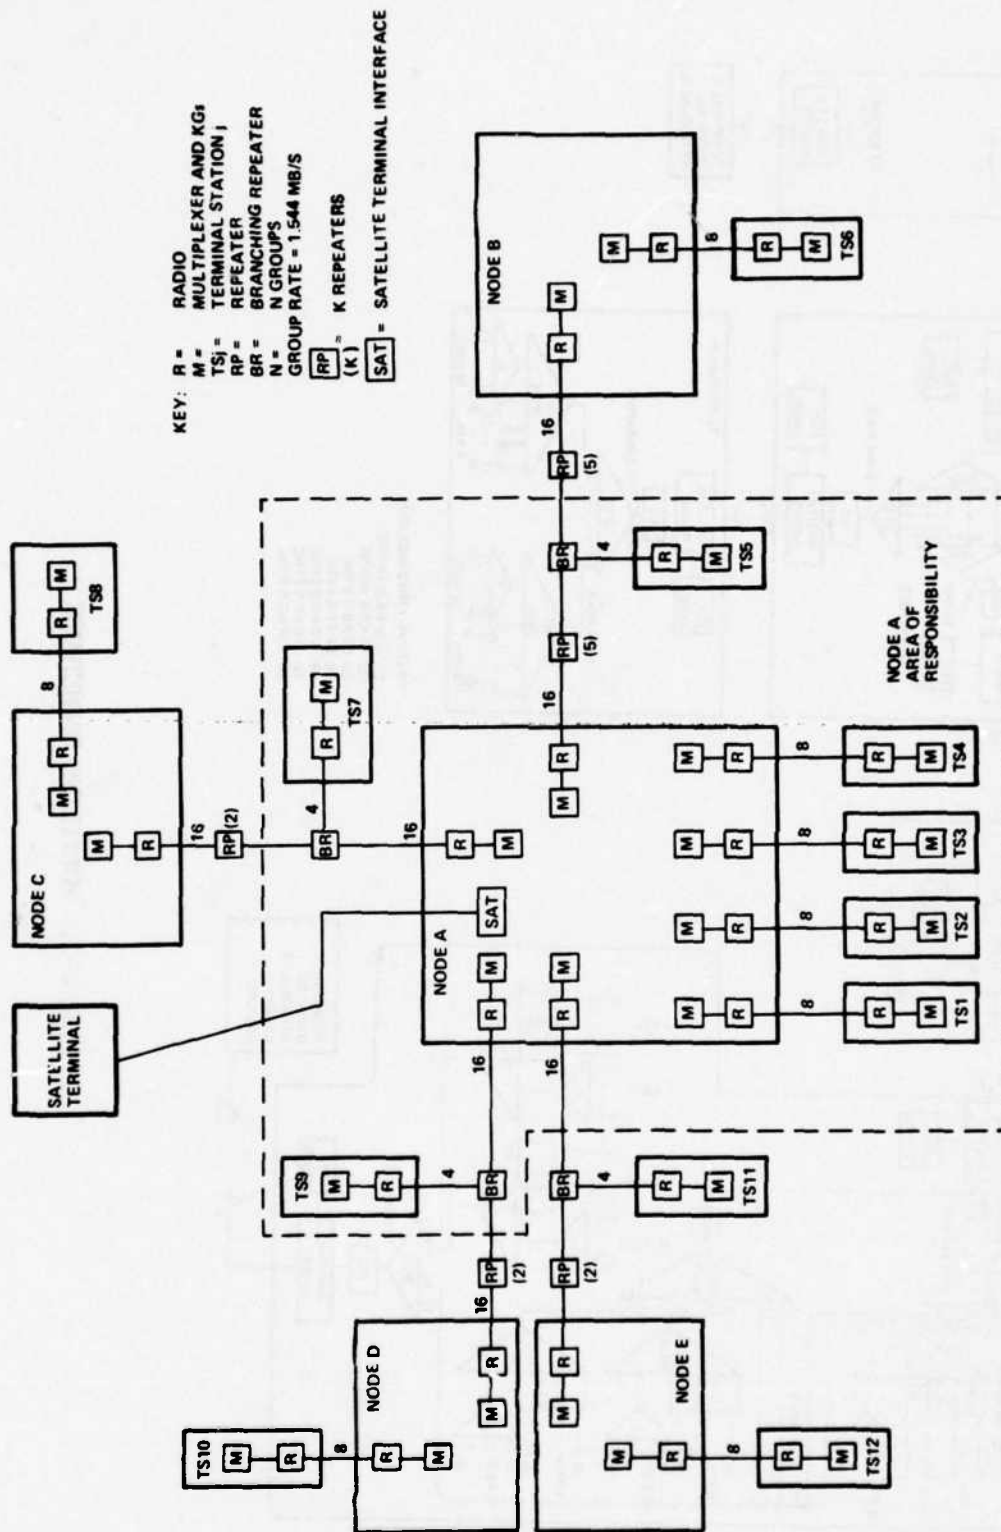 KEY: R = RADIO
M = MULTIPLEXER AND KGs
TSj = TERMINAL STATION j
RP = REPEATER
BR = BRANCHING REPEATER
N = N GROUPS
GROUP RATE = 1.544 MB/S
RP (K) = K REPEATERS
SAT = SATELLITE TERMINAL INTERFACE
SATELLITE
TERMINAL
NODE C
M
R
16
RP (2)
M R
8
R M
TS8
BR
4
R M
TS7
16
R
M
TS10
M
R
8
R
M
NODE D
M R
16
RP
(2)
BR
4
R
M
TS9
16
R M
NODE A
SAT
NODE E
M R
M
R
8
R
M
TS12
RP
(2)
BR
4
R
M
TS11
16
R M
M R
16
RP
(5)
BR
4
R
M
TS5
RP
(5)
16
R M
NODE B
M
R
8
R
M
TS6
M
R
8
R
M
TS1
M
R
8
R
M
TS2
M
R
8
R
M
TS3
M
R
8
R
M
TS4
NODE A
AREA OF
RESPONSIBILITY